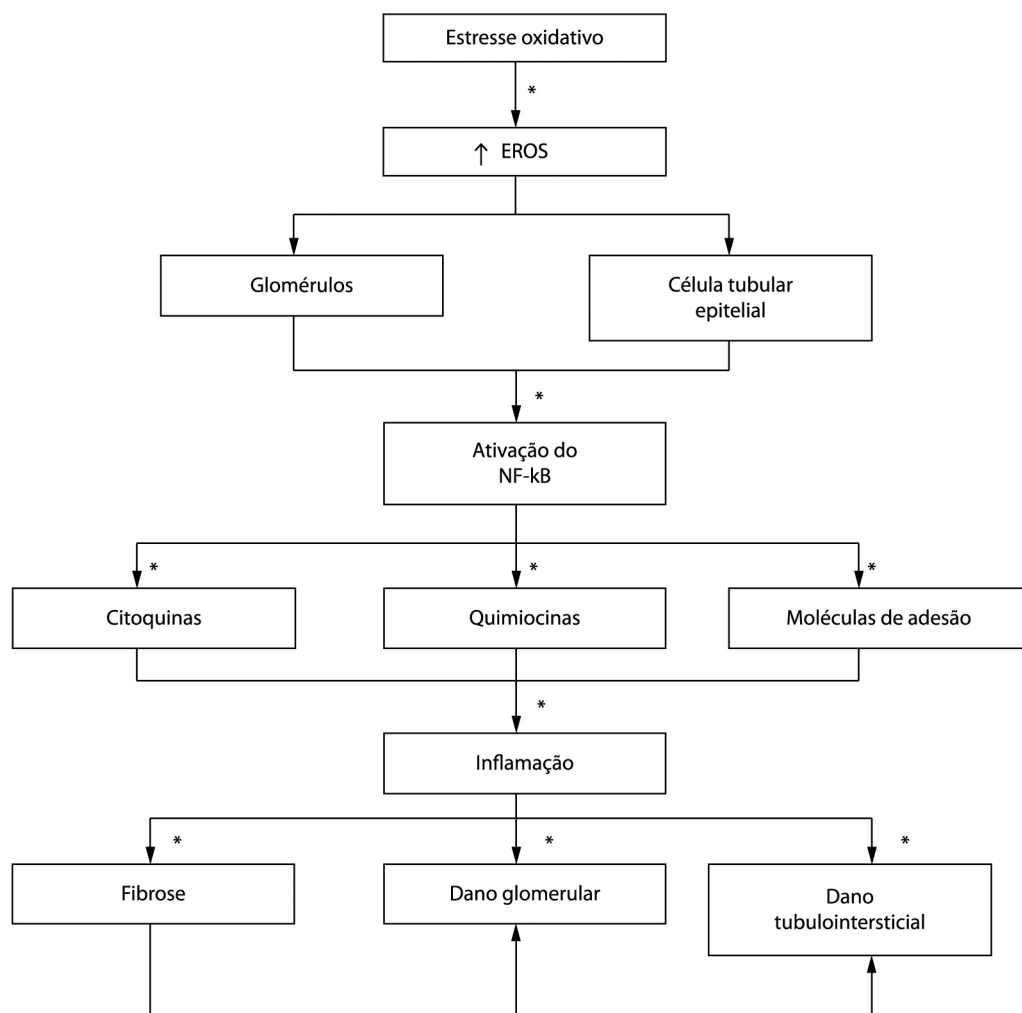 Estresse oxidativo
*
↑ EROS
Glomérulos
Célula tubular
epitelial
*
Ativação do
NF-kB
* * *
Citoquinas
Quimiocinas
Moléculas de adesão
*
Inflamação
* * *
Fibrose
Dano glomerular
Dano
tubulointersticial